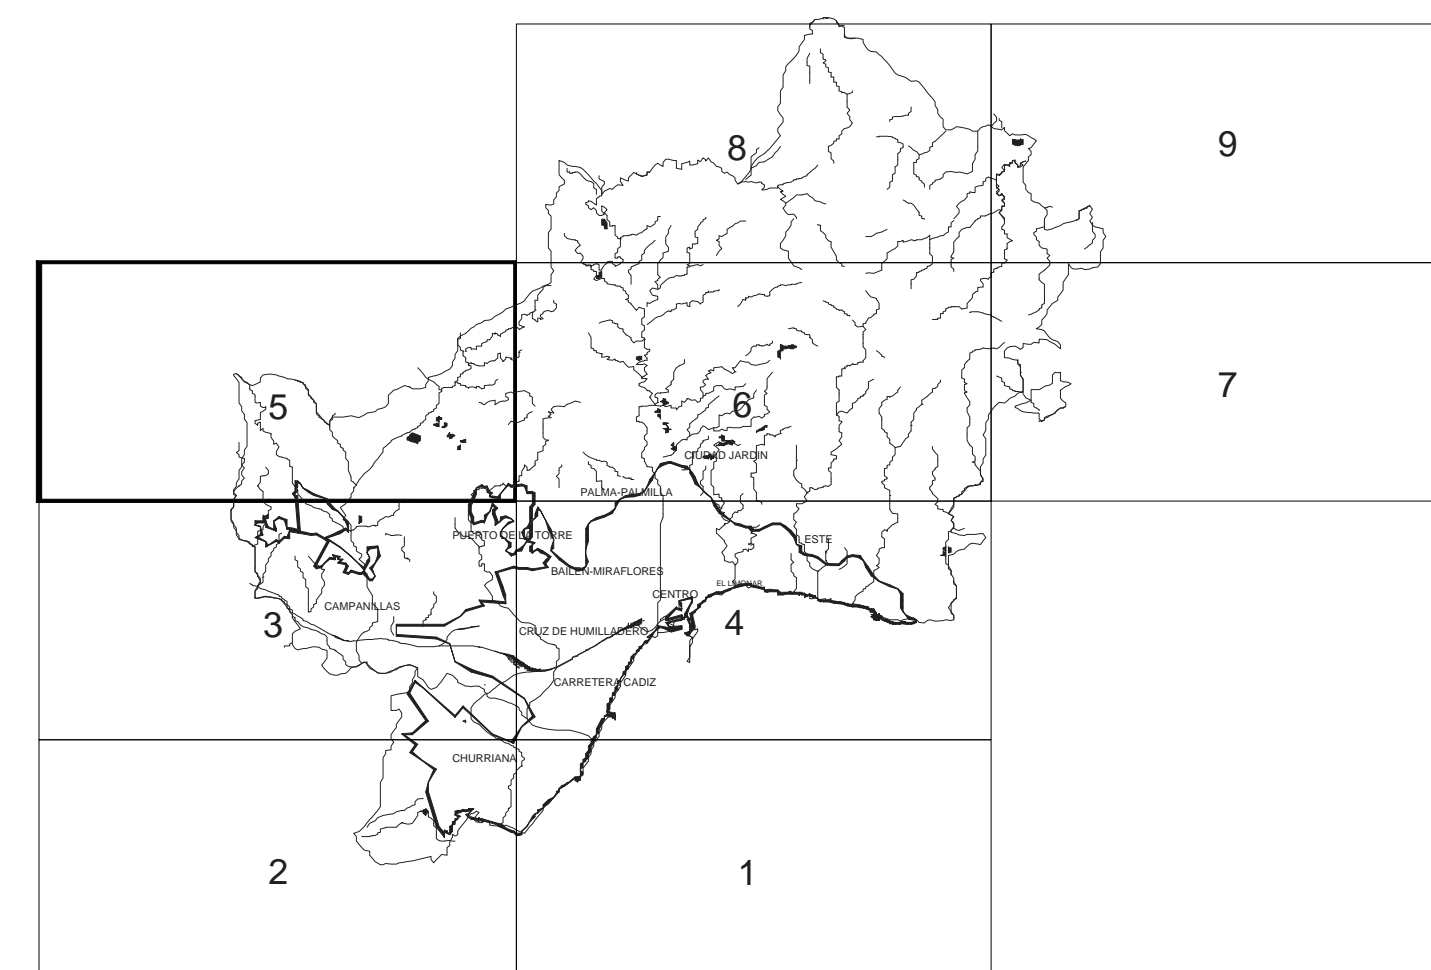 8
9
5
6
7
CIUDAD JARDIN
PALMA-PALMILLA
PUERTO DE LA TORRE
LESTE
BAILEN-MIRAFLORES
EL LIMONAR
CENTRO
CAMPANILLAS
3
CRUZ DE HUMILLADERO
4
CARRETERA CADIZ
CHURRIANA
2
1